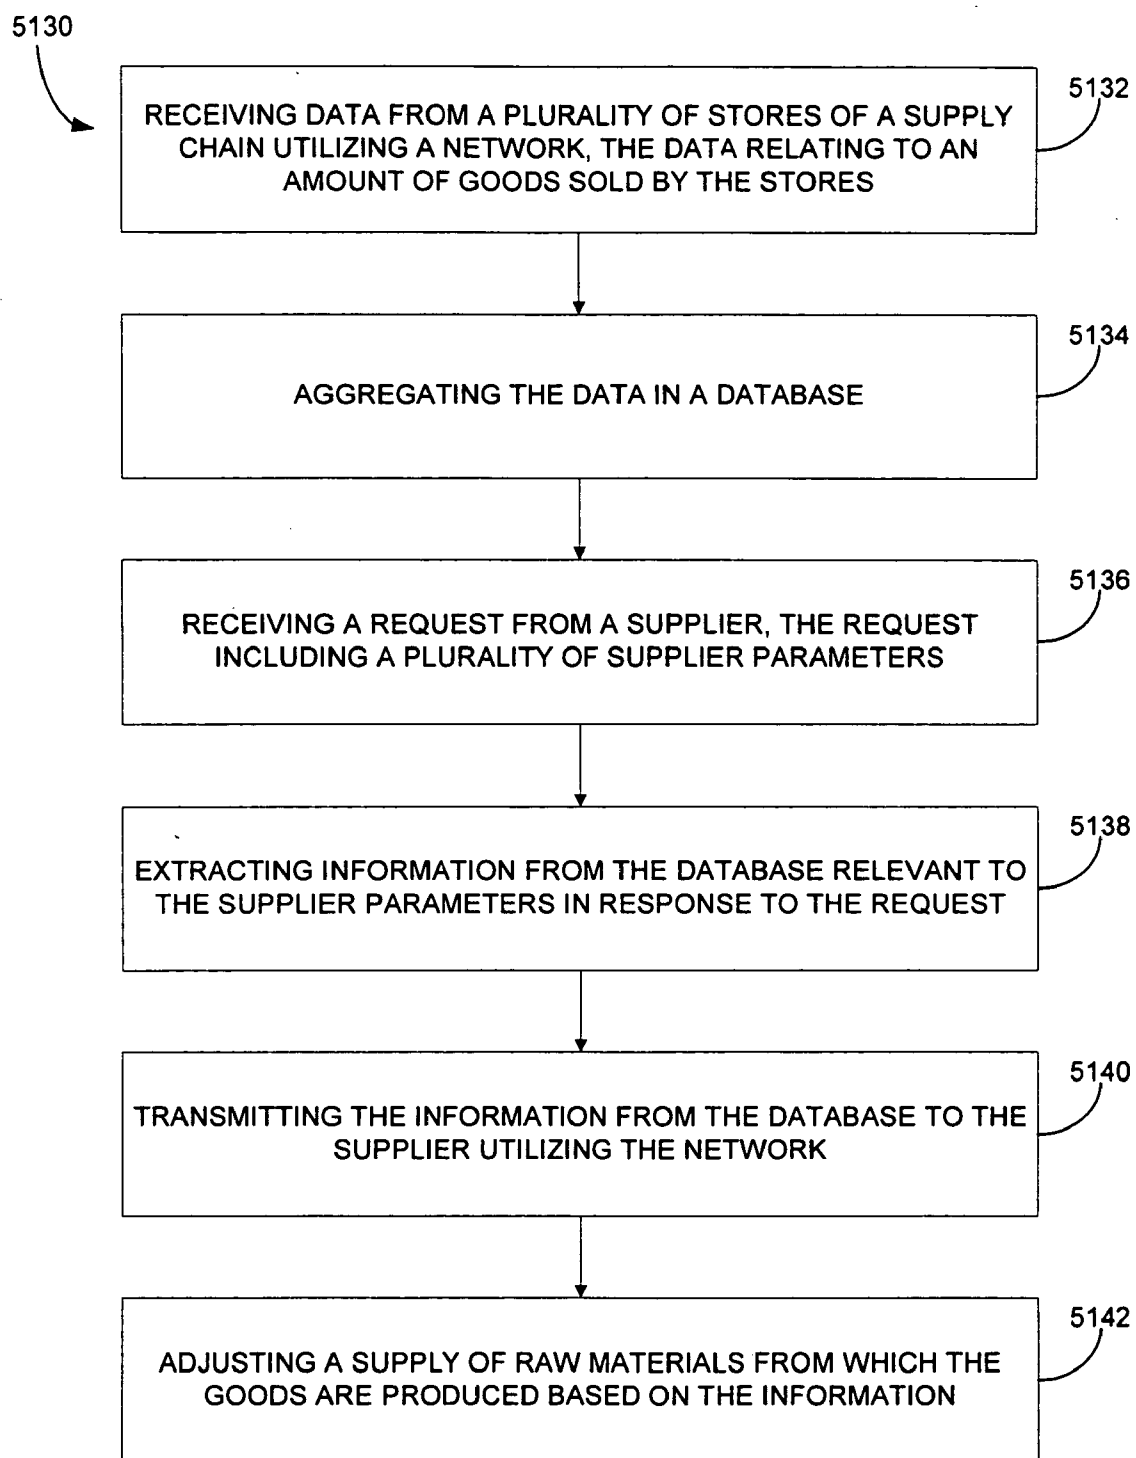 5130
5132
RECEIVING DATA FROM A PLURALITY OF STORES OF A SUPPLY
CHAIN UTILIZING A NETWORK, THE DATA RELATING TO AN
AMOUNT OF GOODS SOLD BY THE STORES
5134
AGGREGATING THE DATA IN A DATABASE
5136
RECEIVING A REQUEST FROM A SUPPLIER, THE REQUEST
INCLUDING A PLURALITY OF SUPPLIER PARAMETERS
5138
EXTRACTING INFORMATION FROM THE DATABASE RELEVANT TO
THE SUPPLIER PARAMETERS IN RESPONSE TO THE REQUEST
5140
TRANSMITTING THE INFORMATION FROM THE DATABASE TO THE
SUPPLIER UTILIZING THE NETWORK
5142
ADJUSTING A SUPPLY OF RAW MATERIALS FROM WHICH THE
GOODS ARE PRODUCED BASED ON THE INFORMATION